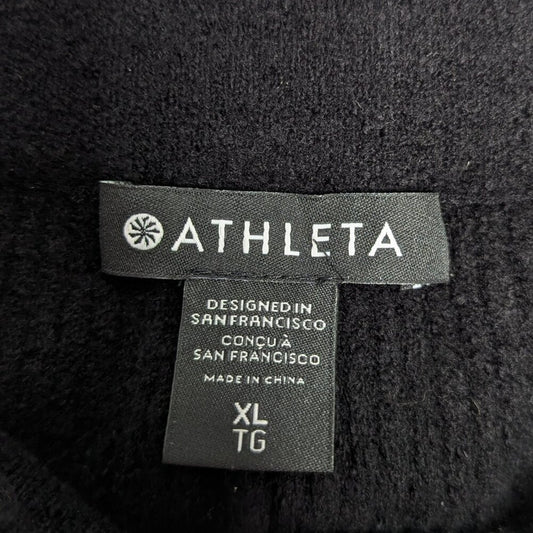 ATHLETA
DESIGNED IN
SAN FRANCISCO
CONÇU À
SAN FRANCISCO
MADE IN CHINA
XL
TG